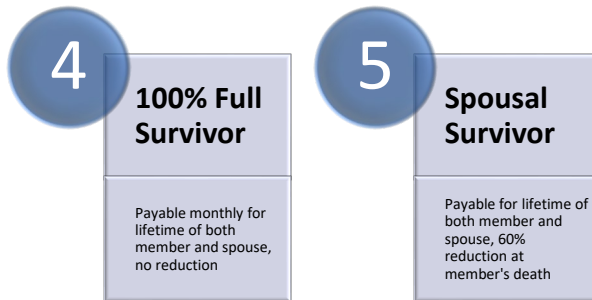 4
100% Full
Survivor
Payable monthly for
lifetime of both
member and spouse,
no reduction
5
Spousal
Survivor
Payable for lifetime of
both member and
spouse, 60%
reduction at
member's death